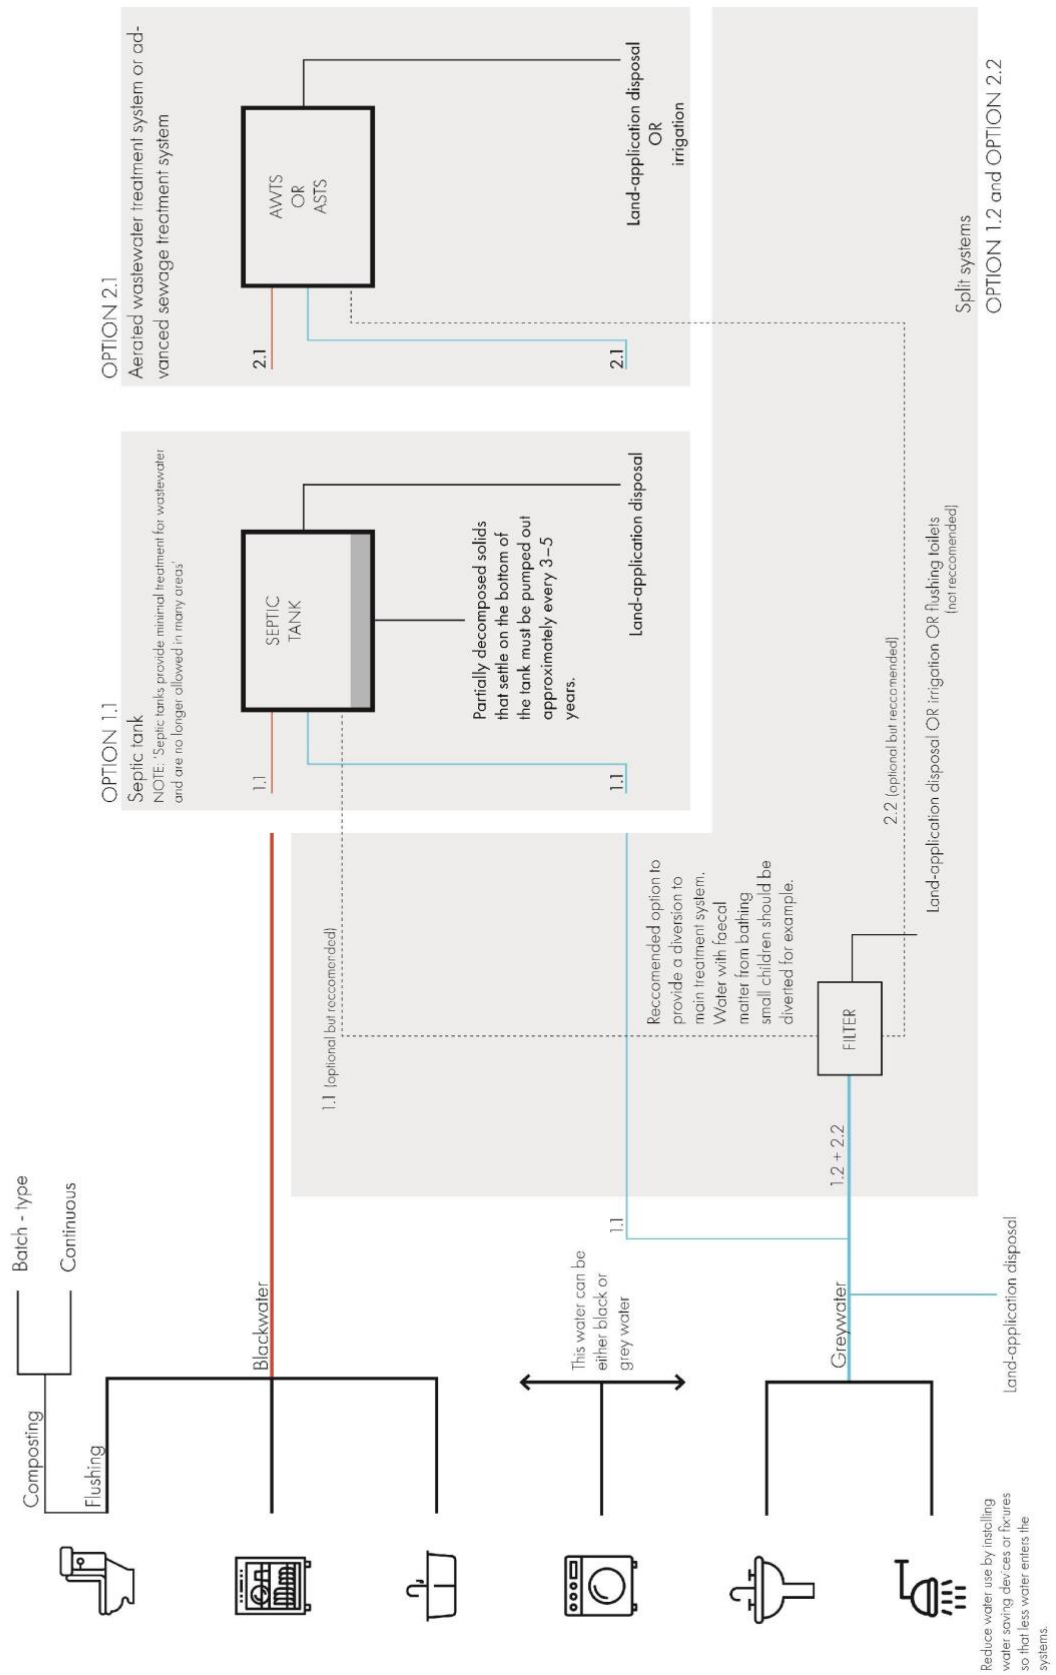 Composting
Batch - type
Continuous
Flushing
Blackwater
This water can be
either black or
grey water
Greywater
Land-application disposal
Reduce water use by installing
water saving devices or fixtures
so that less water enters the
systems.
1.1
1.2 + 2.2
FILTER
1.1 (optional but reccomended)
Reccomended option to
provide a diversion to
main treatment system.
Water with faecal
matter from bathing
small children should be
diverted for example.
2.2 (optional but reccomended)
Land-application disposal OR irrigation OR flushing toilets
(not reccomended)
OPTION 1.1
Septic tank
NOTE: 'Septic tanks provide minimal treatment for wastewater
and are no longer allowed in many areas'
1.1
SEPTIC
TANK
Partially decomposed solids
that settle on the bottom of
the tank must be pumped out
approximately every 3–5
years.
1.1
Land-application disposal
OPTION 2.1
Aerated wastewater treatment system or ad-
vanced sewage treatment system
2.1
AWTS
OR
ASTS
2.1
Land-application disposal
OR
irrigation
Split systems
OPTION 1.2 and OPTION 2.2